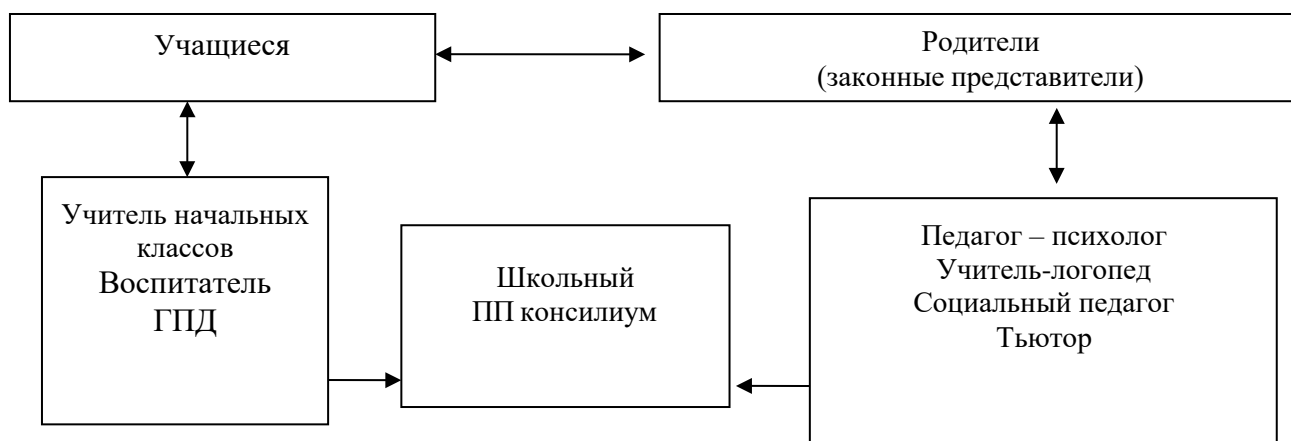 Учащиеся
Родители
(законные представители)
Учитель начальных
классов
Воспитатель
ГПД
Школьный
ПП консилиум
Педагог – психолог
Учитель-логопед
Социальный педагог
Тьютор